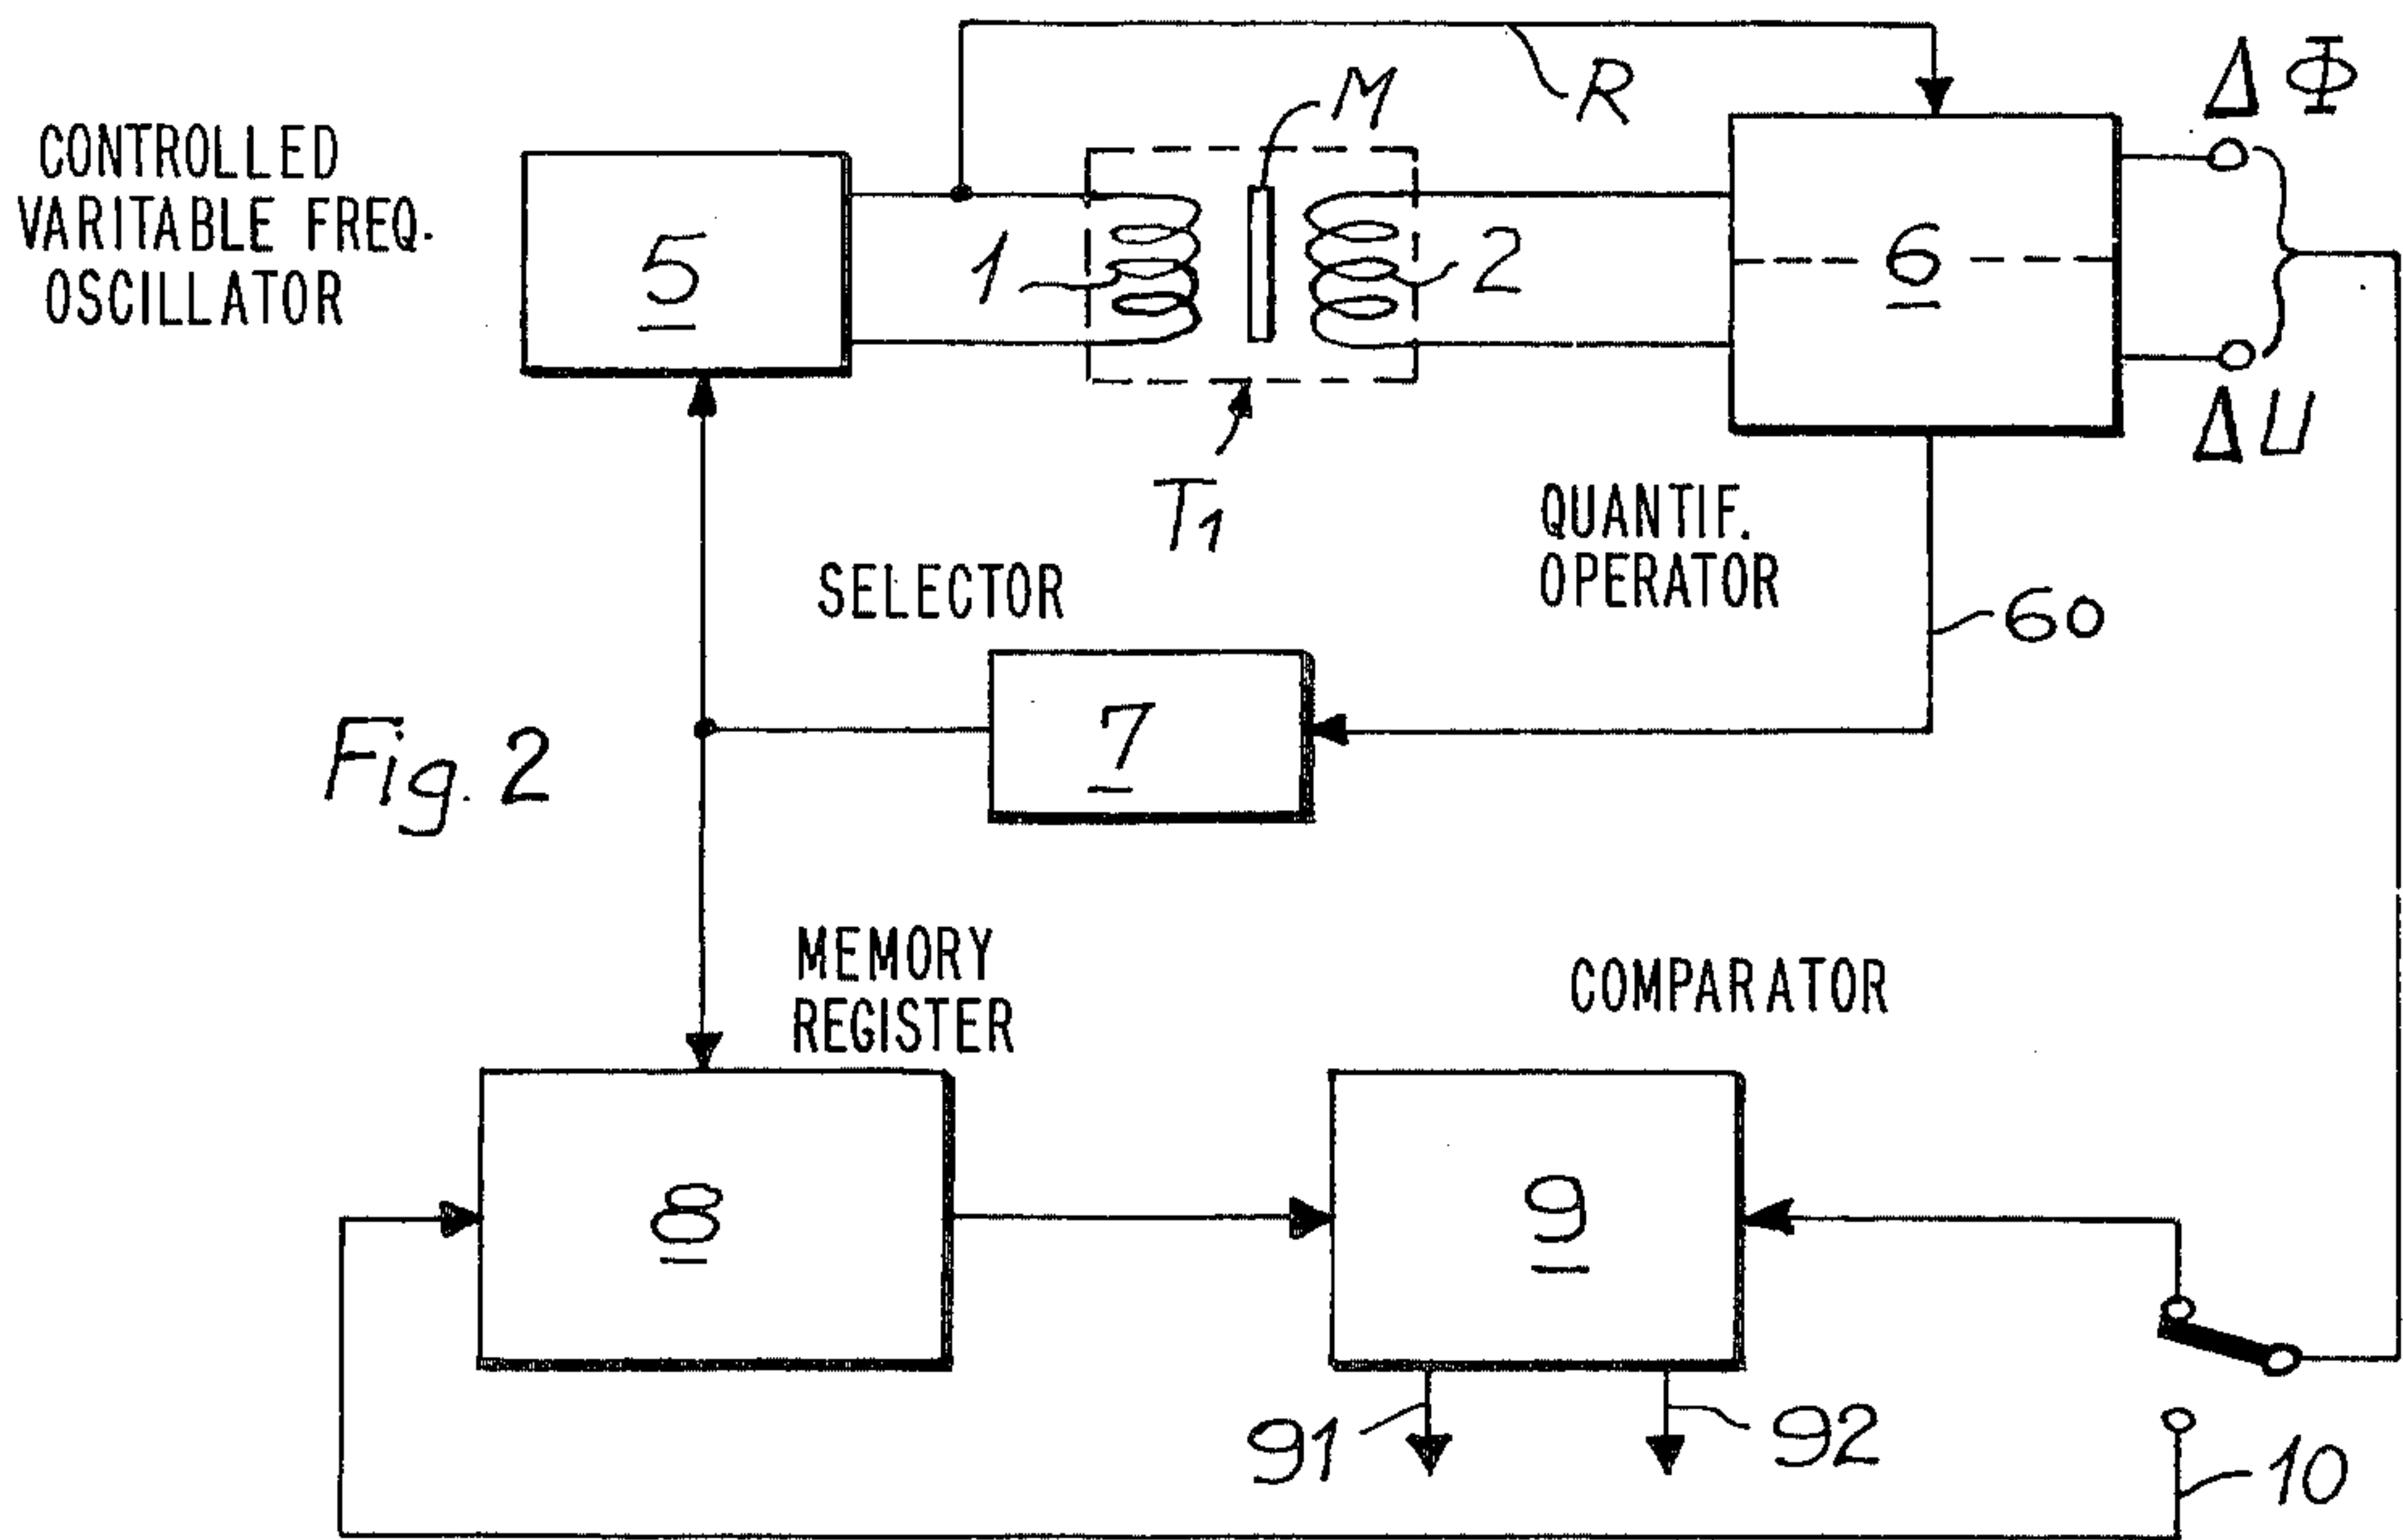 R
ΔΦ
M
CONTROLLED
VARITABLE FREQ.
OSCILLATOR
5
1
2
6
ΔU
T1
QUANTIF.
OPERATOR
SELECTOR
60
7
Fig. 2
MEMORY
REGISTER
COMPARATOR
8
9
91
92
10